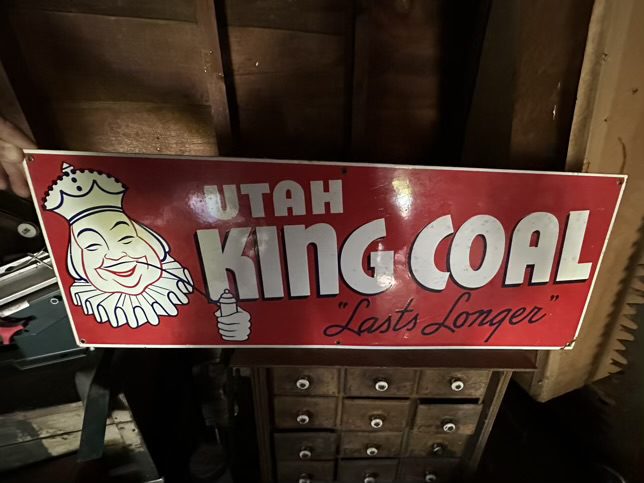 UTAH
KING COAL
"Lasts Longer"